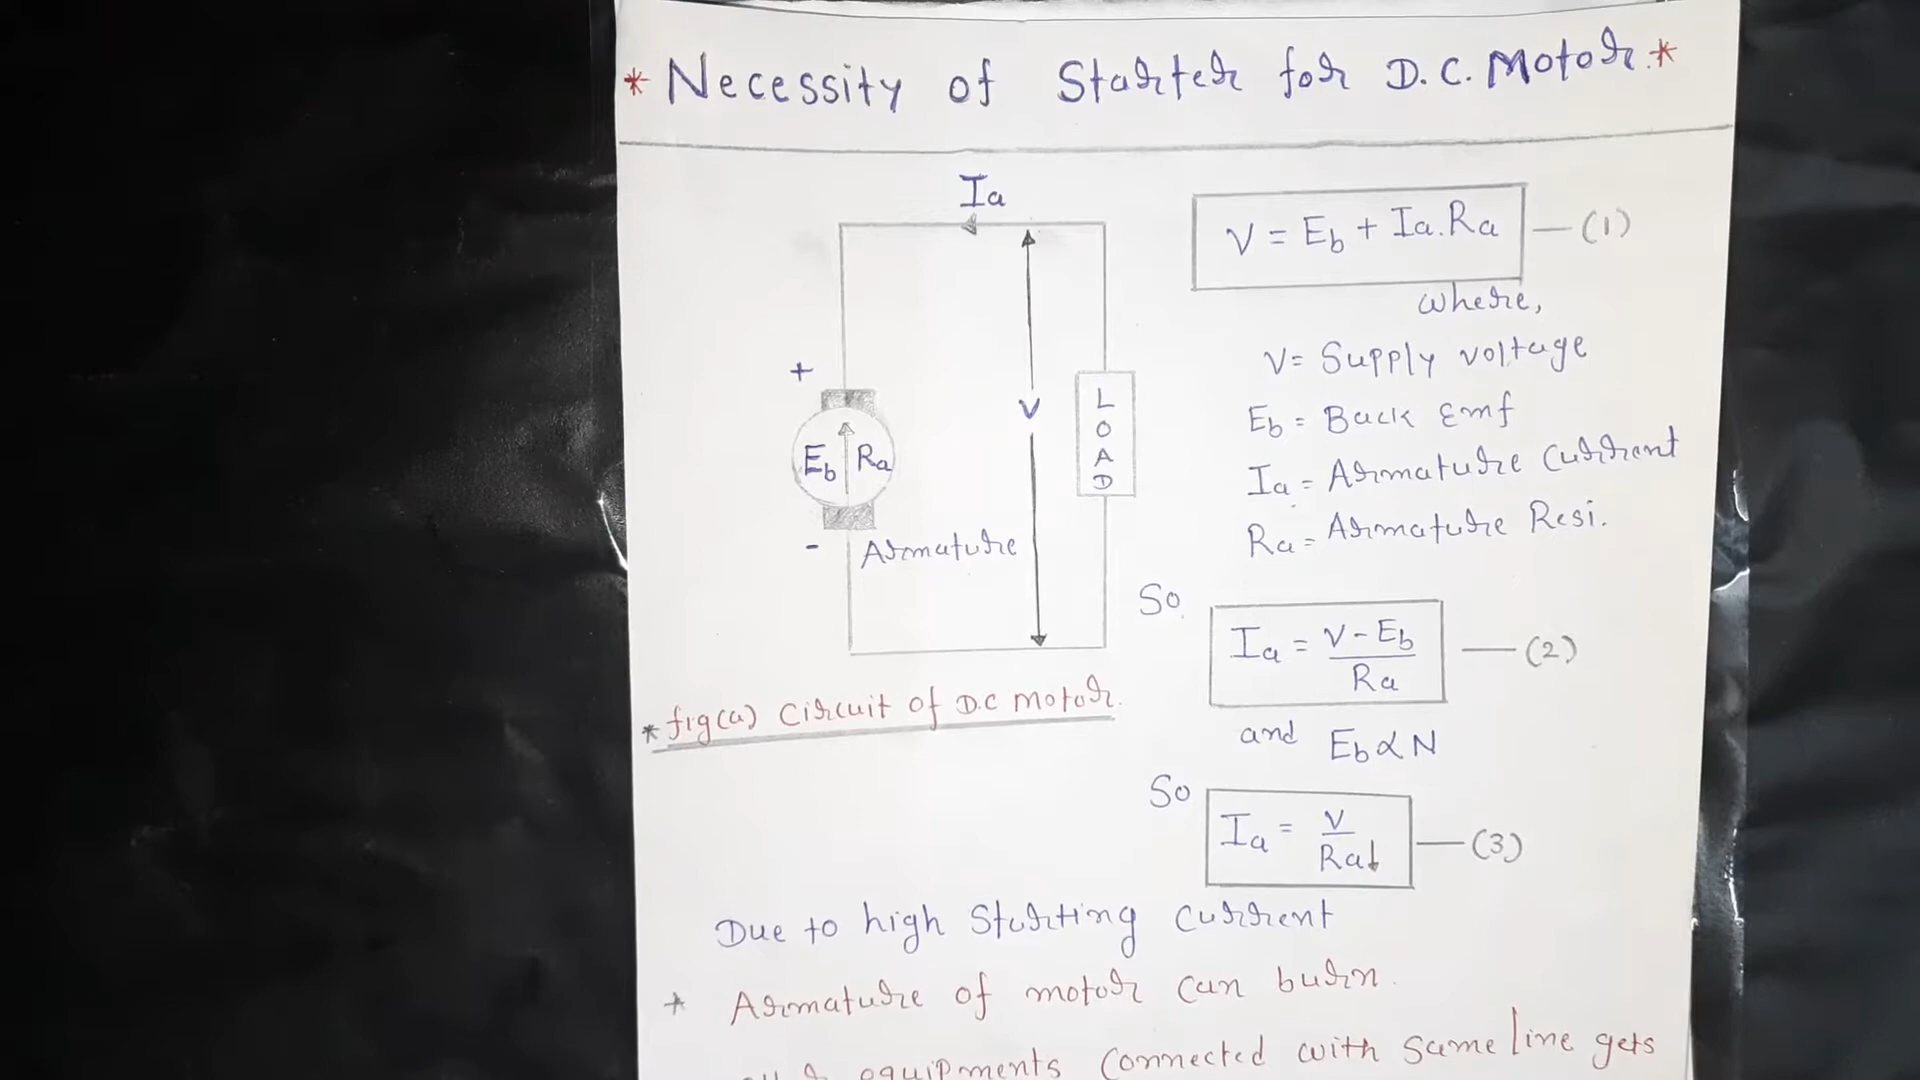 * Necessity of Starter for D.C. Motor. *
Ia
V = Eb + Ia.Ra — (1)
where,
V = Supply voltage
Eb = Back Emf
Ia = Armature Current
Ra = Armature Resi.
+
Eb Ra
V
LOAD
- Armature
So
Ia = V - Eb / Ra — (2)
* fig(a) Circuit of D.C motor.
and Eb ∝ N
So
Ia = V / Ra↓ — (3)
Due to high Starting Current
* Armature of motor can burn.
equipments connected with same line gets